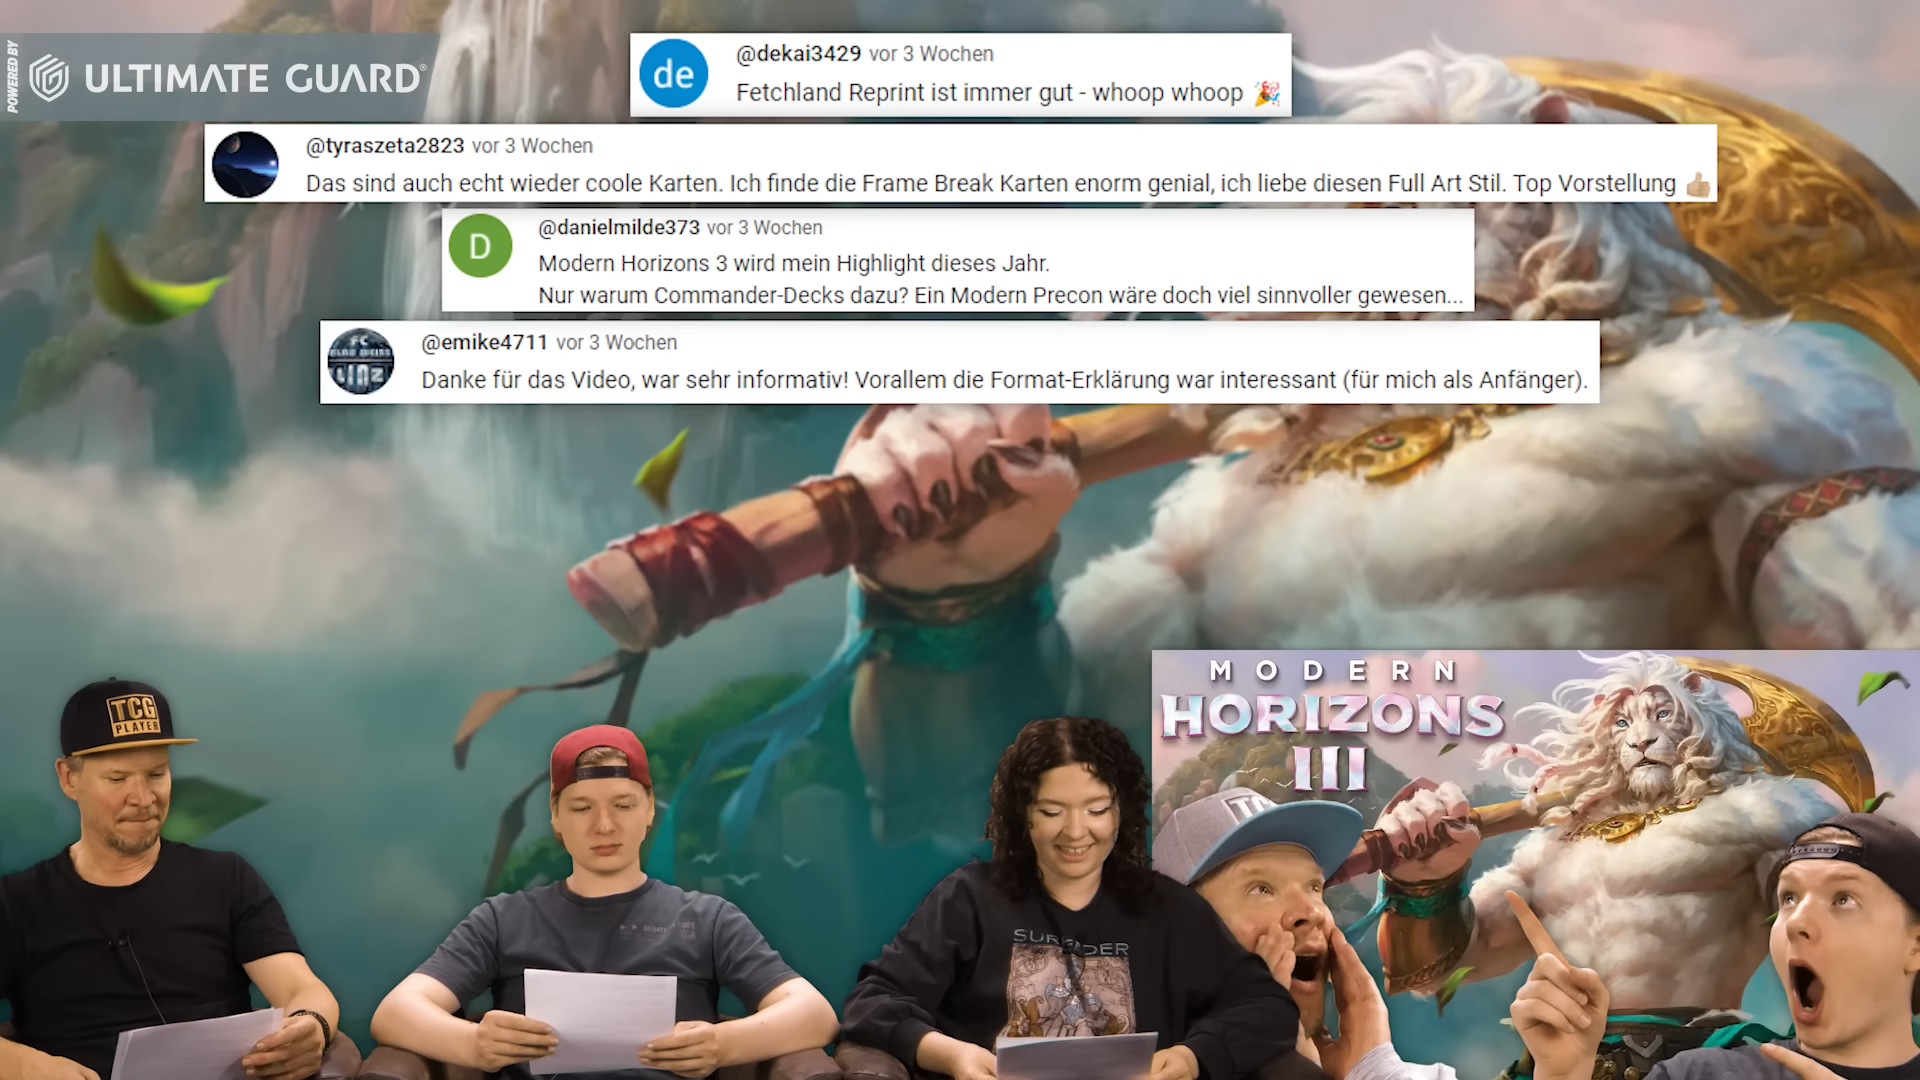 POWERED BY
ULTIMATE GUARD®
de
@dekai3429 vor 3 Wochen
Fetchland Reprint ist immer gut - whoop whoop 🎉
@tyraszeta2823 vor 3 Wochen
Das sind auch echt wieder coole Karten. Ich finde die Frame Break Karten enorm genial, ich liebe diesen Full Art Stil. Top Vorstellung 👍🏼
D
@danielmilde373 vor 3 Wochen
Modern Horizons 3 wird mein Highlight dieses Jahr.
Nur warum Commander-Decks dazu? Ein Modern Precon wäre doch viel sinnvoller gewesen...
FC
BLAU WEISS
LINZ
@emike4711 vor 3 Wochen
Danke für das Video, war sehr informativ! Vorallem die Format-Erklärung war interessant (für mich als Anfänger).
MODERN
HORIZONS
III
TCG
PLAYER